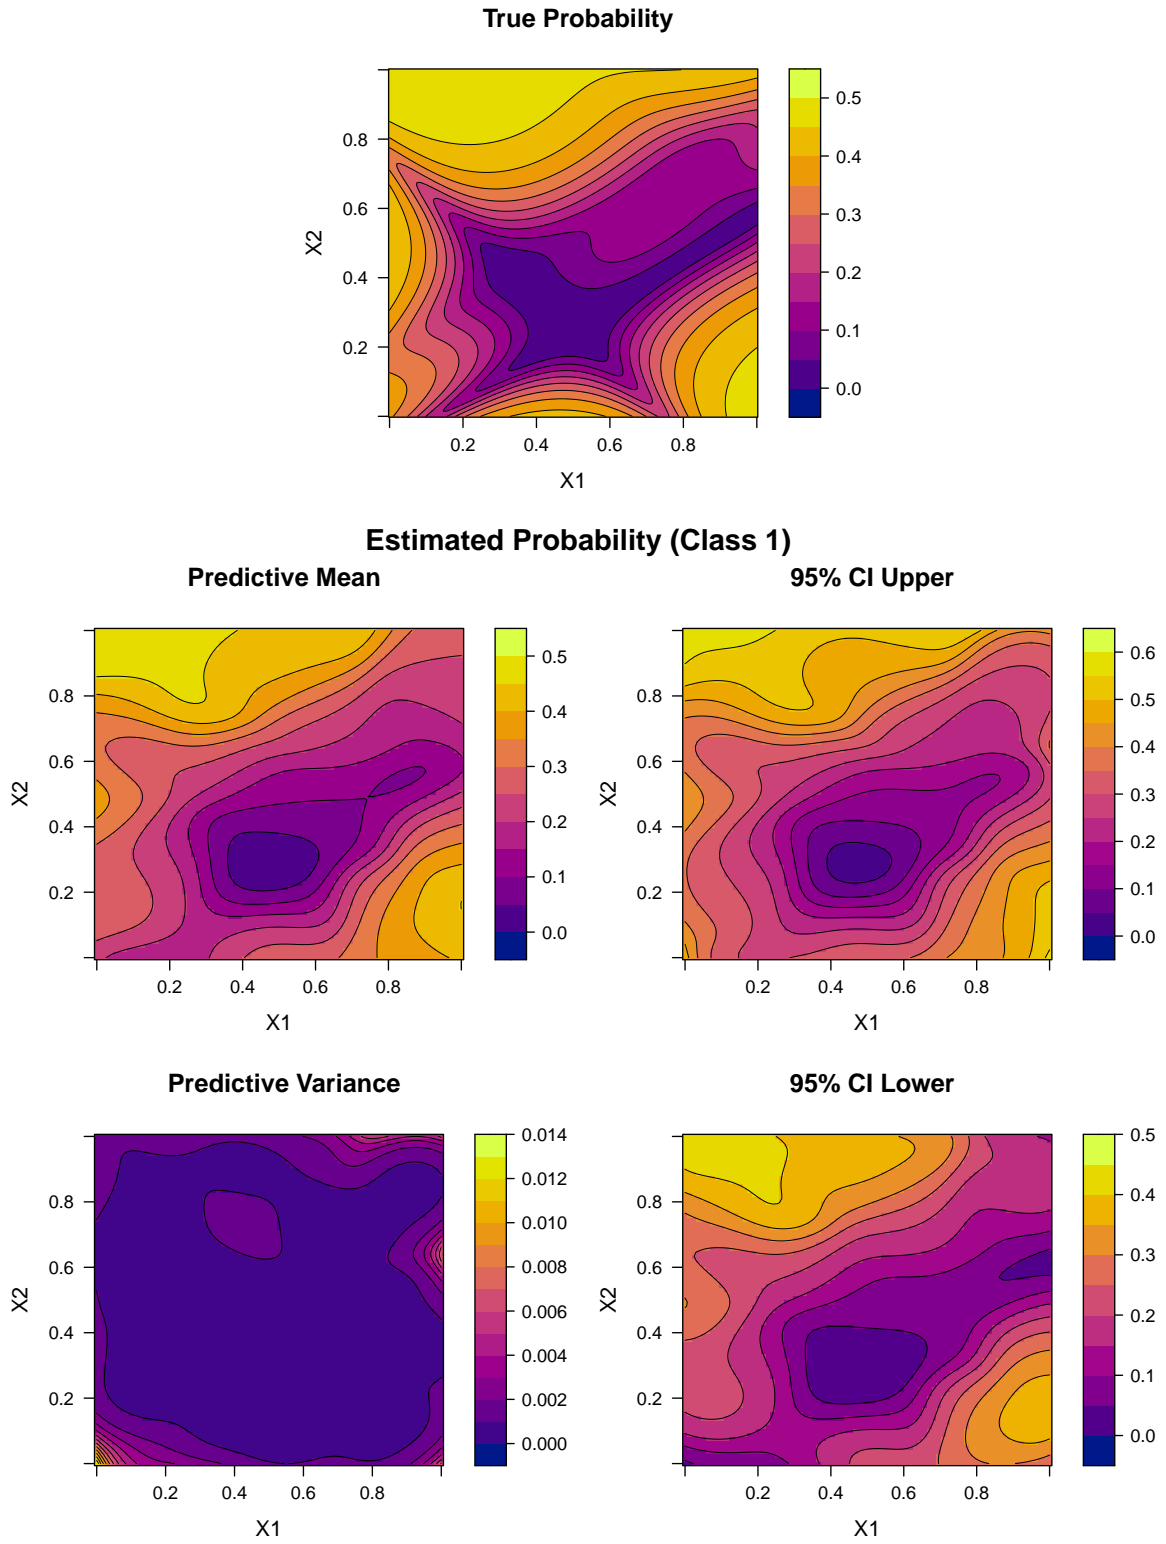 True Probability
X2
0.8
0.6
0.4
0.2
0.2 0.4 0.6 0.8
X1
0.5
0.4
0.3
0.2
0.1
0.0
Estimated Probability (Class 1)
Predictive Mean
X2
0.8
0.6
0.4
0.2
0.2 0.4 0.6 0.8
X1
0.5
0.4
0.3
0.2
0.1
0.0
95% CI Upper
X2
0.8
0.6
0.4
0.2
0.2 0.4 0.6 0.8
X1
0.6
0.5
0.4
0.3
0.2
0.1
0.0
Predictive Variance
X2
0.8
0.6
0.4
0.2
0.2 0.4 0.6 0.8
X1
0.014
0.012
0.010
0.008
0.006
0.004
0.002
0.000
95% CI Lower
X2
0.8
0.6
0.4
0.2
0.2 0.4 0.6 0.8
X1
0.5
0.4
0.3
0.2
0.1
0.0